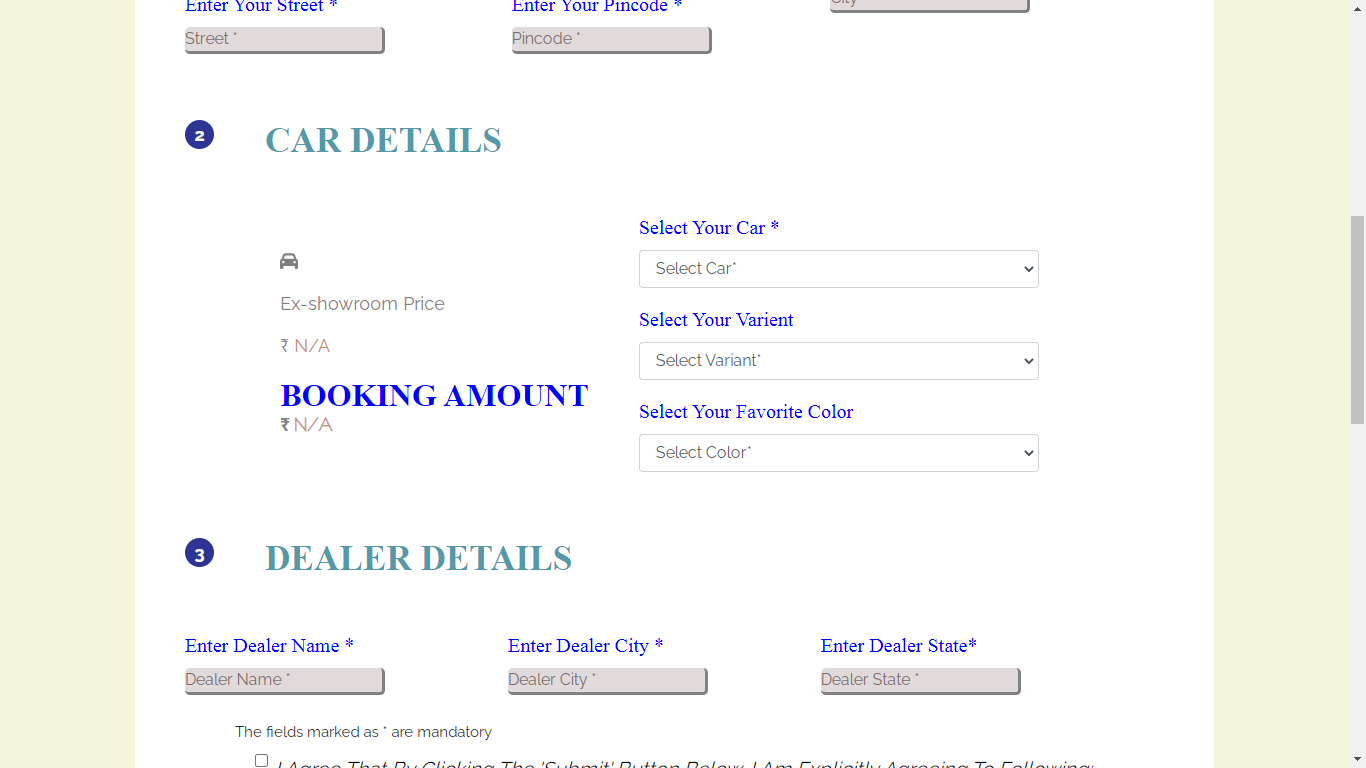 Enter Your Street *
Enter Your Pincode *
City
Street *
Pincode *
2
CAR DETAILS
Ex-showroom Price
₹ N/A
BOOKING AMOUNT
₹ N/A
Select Your Car *
Select Car*
Select Your Varient
Select Variant*
Select Your Favorite Color
Select Color*
3
DEALER DETAILS
Enter Dealer Name *
Enter Dealer City *
Enter Dealer State*
Dealer Name *
Dealer City *
Dealer State *
The fields marked as * are mandatory
I Agree That By Clicking The 'Submit' Button Below, I Am Explicitly Agreeing To Following: